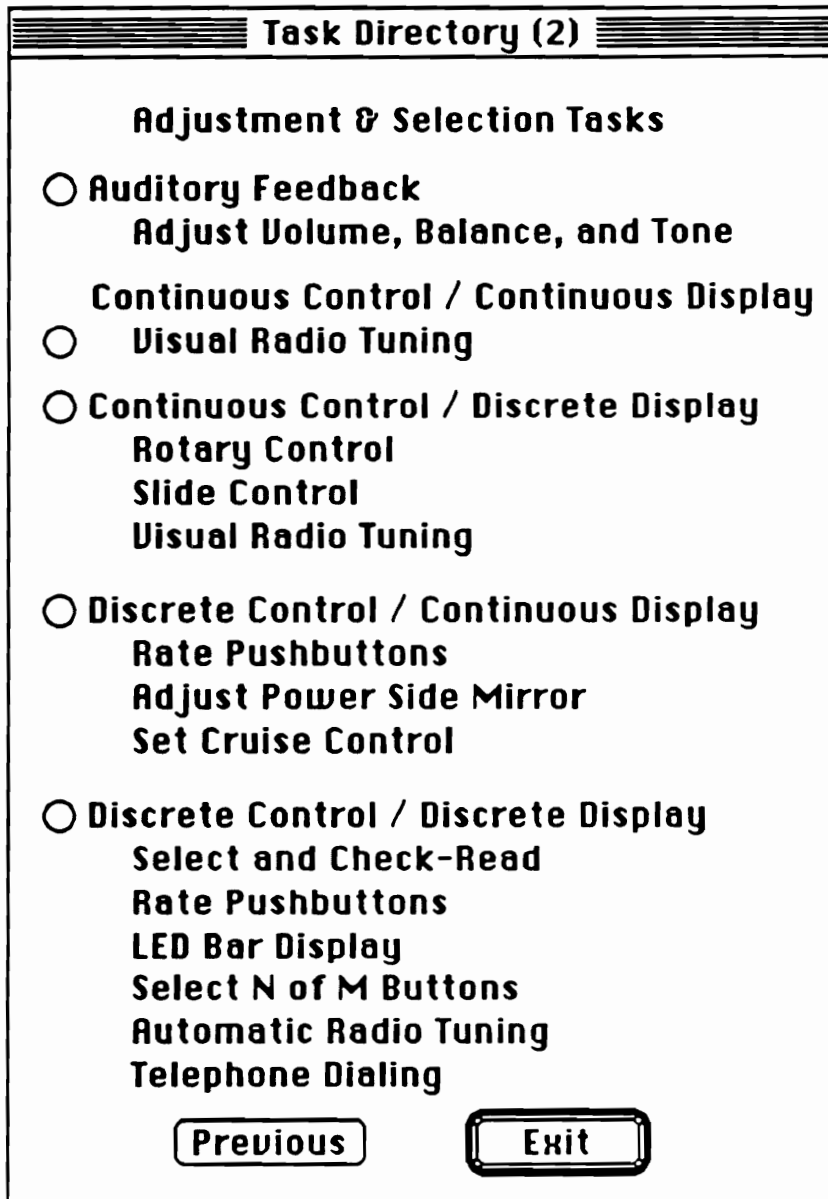 Task Directory (2)
Adjustment & Selection Tasks
Auditory Feedback
Adjust Volume, Balance, and Tone
Continuous Control / Continuous Display
Visual Radio Tuning
Continuous Control / Discrete Display
Rotary Control
Slide Control
Visual Radio Tuning
Discrete Control / Continuous Display
Rate Pushbuttons
Adjust Power Side Mirror
Set Cruise Control
Discrete Control / Discrete Display
Select and Check-Read
Rate Pushbuttons
LED Bar Display
Select N of M Buttons
Automatic Radio Tuning
Telephone Dialing
Previous
Exit